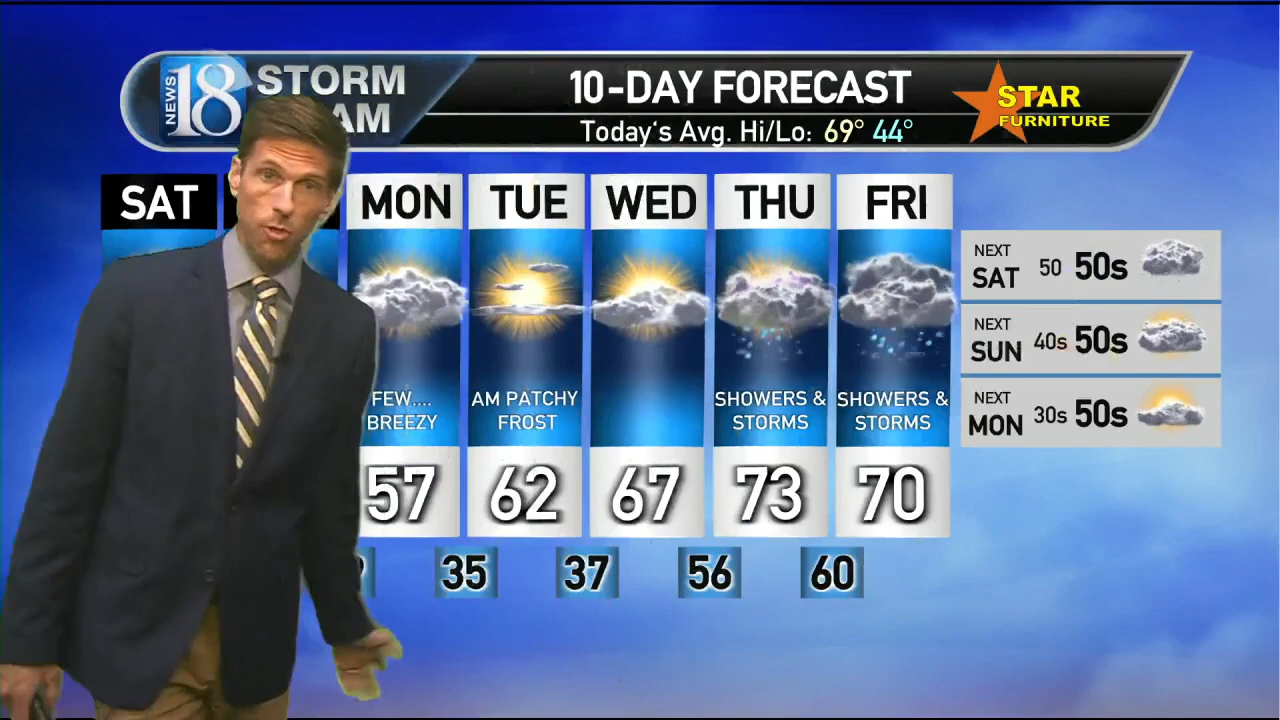 NEWS 18
STORM
AM
10-DAY FORECAST
Today's Avg. Hi/Lo: 69° 44°
STAR
FURNITURE
SAT
MON
TUE
WED
THU
FRI
FEW....
BREEZY
AM PATCHY
FROST
SHOWERS &
STORMS
SHOWERS &
STORMS
57
62
67
73
70
35
37
56
60
NEXT
SAT 50 50s
NEXT
SUN 40s 50s
NEXT
MON 30s 50s